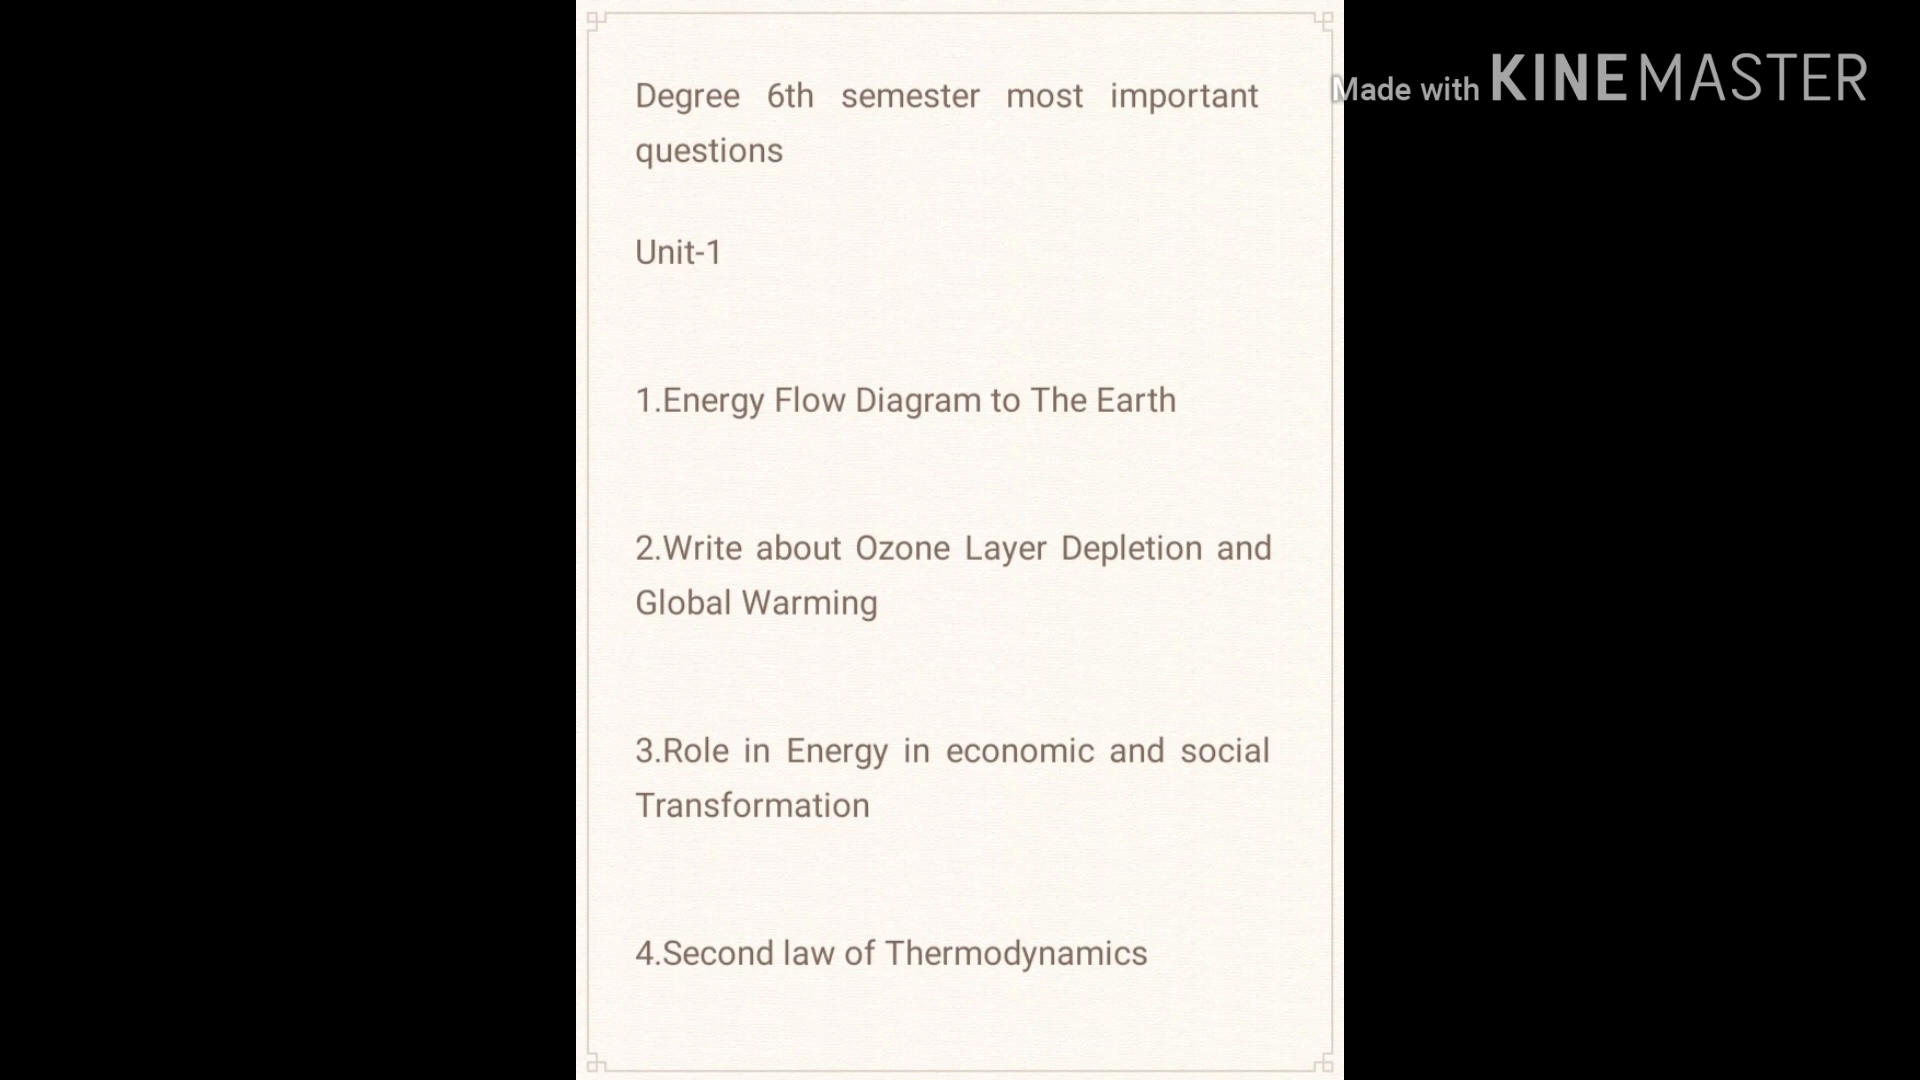 Degree 6th semester most important
questions
Made with KINEMASTER
Unit-1
1.Energy Flow Diagram to The Earth
2.Write about Ozone Layer Depletion and
Global Warming
3.Role in Energy in economic and social
Transformation
4.Second law of Thermodynamics